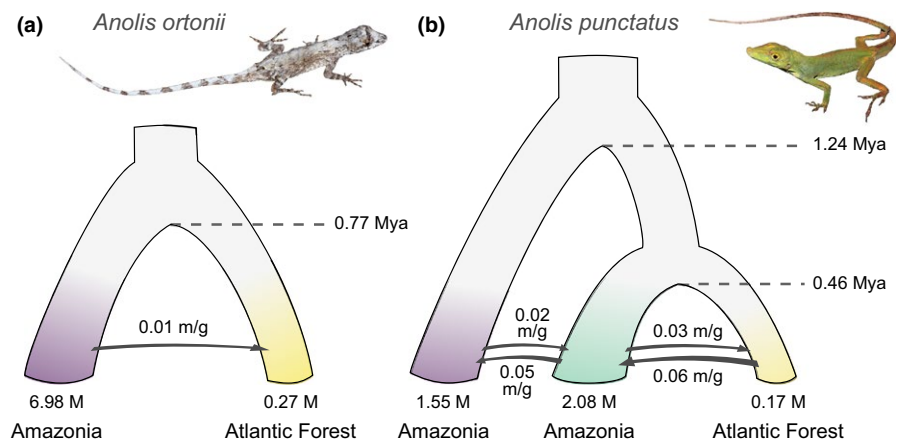 (a)
Anolis ortonii
(b)
Anolis punctatus
1.24 Mya
0.77 Mya
0.46 Mya
0.01 m/g
0.02
m/g
0.03 m/g
0.05
m/g
0.06 m/g
6.98 M
0.27 M
1.55 M
2.08 M
0.17 M
Amazonia
Atlantic Forest
Amazonia
Amazonia
Atlantic Forest